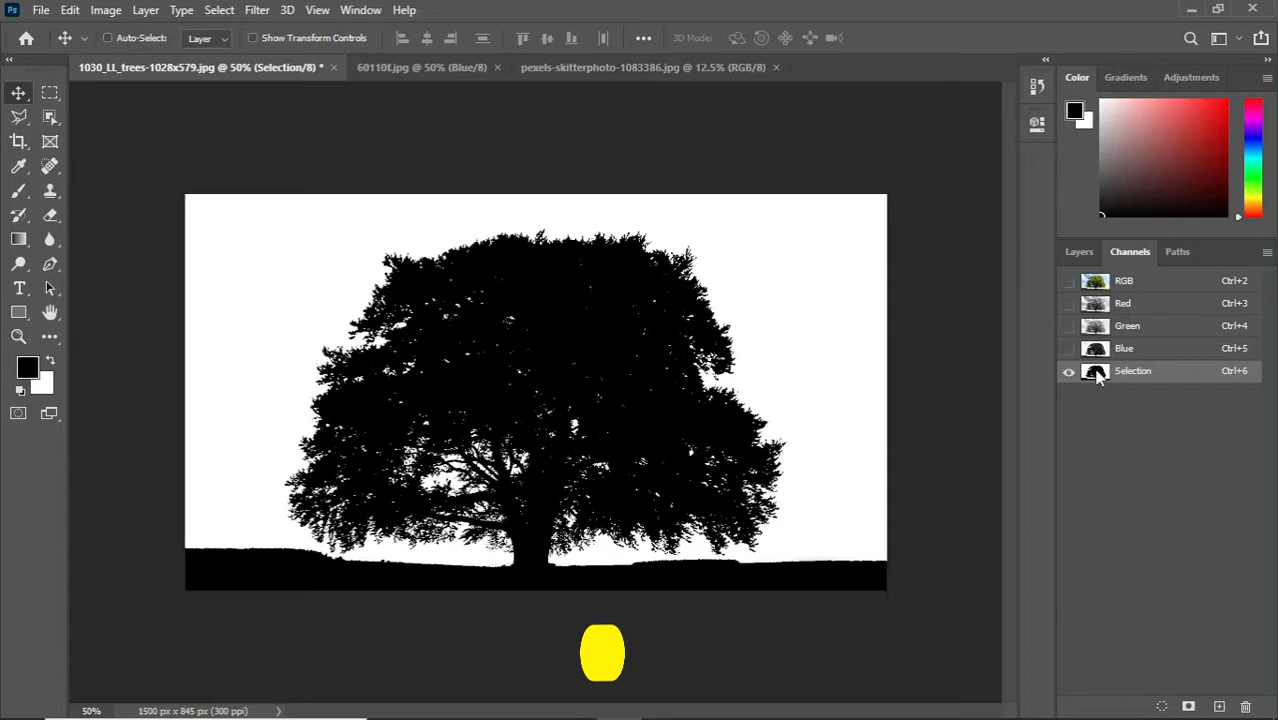 Ps File Edit Image Layer Type Select Filter 3D View Window Help
Auto-Select: Layer Show Transform Controls 3D Mode:
1030_LL_trees-1028x579.jpg @ 50% (Selection/8) * 60110f.jpg @ 50% (Blue/8) pexels-skitterphoto-1083386.jpg @ 12.5% (RGB/8)
Color Gradients Adjustments
Layers Channels Paths
RGB Ctrl+2
Red Ctrl+3
Green Ctrl+4
Blue Ctrl+5
Selection Ctrl+6
50% 1500 px x 845 px (300 ppi)